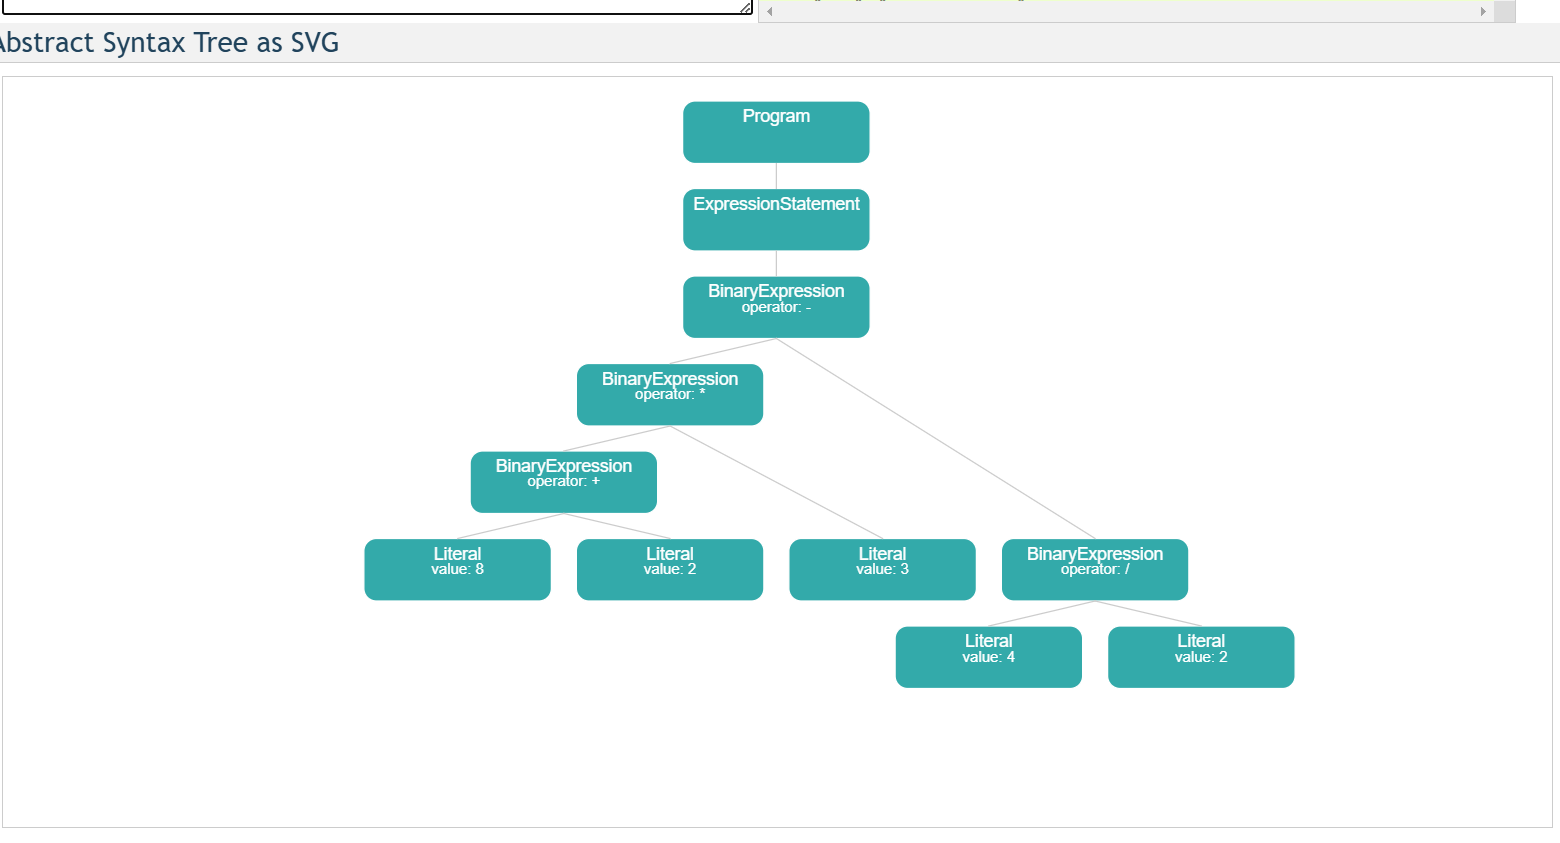 Abstract Syntax Tree as SVG
Program
ExpressionStatement
BinaryExpression
operator: -
BinaryExpression
operator: *
BinaryExpression
operator: +
Literal
value: 8
Literal
value: 2
Literal
value: 3
BinaryExpression
operator: /
Literal
value: 4
Literal
value: 2